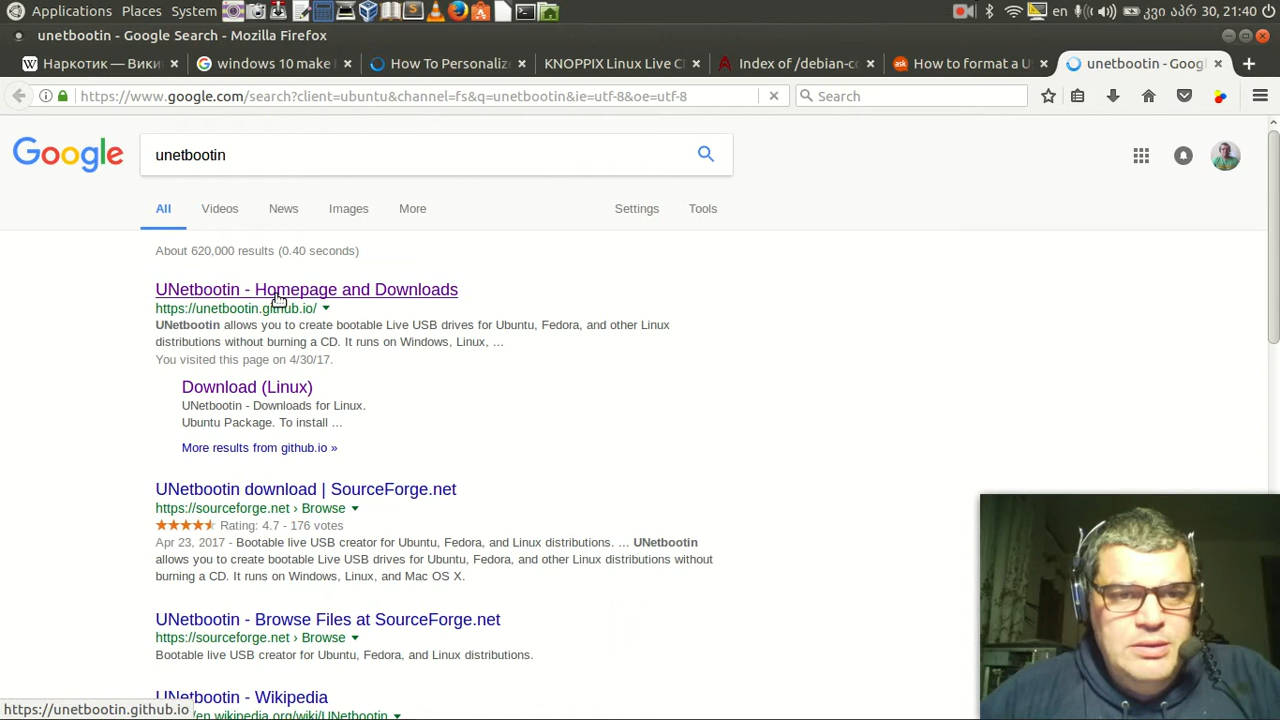 Applications Places System en კვი აპრ 30, 21:40
unetbootin - Google Search - Mozilla Firefox
Наркотик — Вики windows 10 make How To Personaliz KNOPPIX Linux Live C Index of /debian-c How to format a U unetbootin - Goog
https://www.google.com/search?client=ubuntu&channel=fs&q=unetbootin&ie=utf-8&oe=utf-8 Search
Google unetbootin
All Videos News Images More Settings Tools
About 620,000 results (0.40 seconds)
UNetbootin - Homepage and Downloads
https://unetbootin.github.io/
UNetbootin allows you to create bootable Live USB drives for Ubuntu, Fedora, and other Linux
distributions without burning a CD. It runs on Windows, Linux, ...
You visited this page on 4/30/17.
Download (Linux)
UNetbootin - Downloads for Linux.
Ubuntu Package. To install ...
More results from github.io »
UNetbootin download | SourceForge.net
https://sourceforge.net › Browse
Rating: 4.7 - 176 votes
Apr 23, 2017 - Bootable live USB creator for Ubuntu, Fedora, and Linux distributions. ... UNetbootin
allows you to create bootable Live USB drives for Ubuntu, Fedora, and other Linux distributions without
burning a CD. It runs on Windows, Linux, and Mac OS X.
UNetbootin - Browse Files at SourceForge.net
https://sourceforge.net › Browse
Bootable live USB creator for Ubuntu, Fedora, and Linux distributions.
UNetbootin - Wikipedia
https://unetbootin.github.io
en.wikipedia.org/wiki/UNetbootin